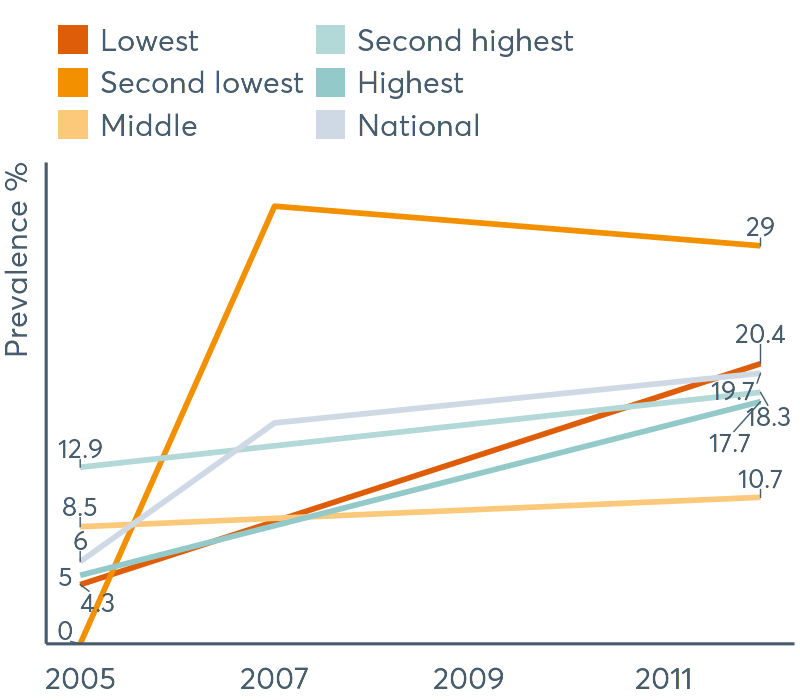 Lowest
Second lowest
Middle
Second highest
Highest
National
Prevalence %
29
20.4
19.7
18.3
17.7
10.7
12.9
8.5
6
5
4.3
0
2005 2007 2009 2011